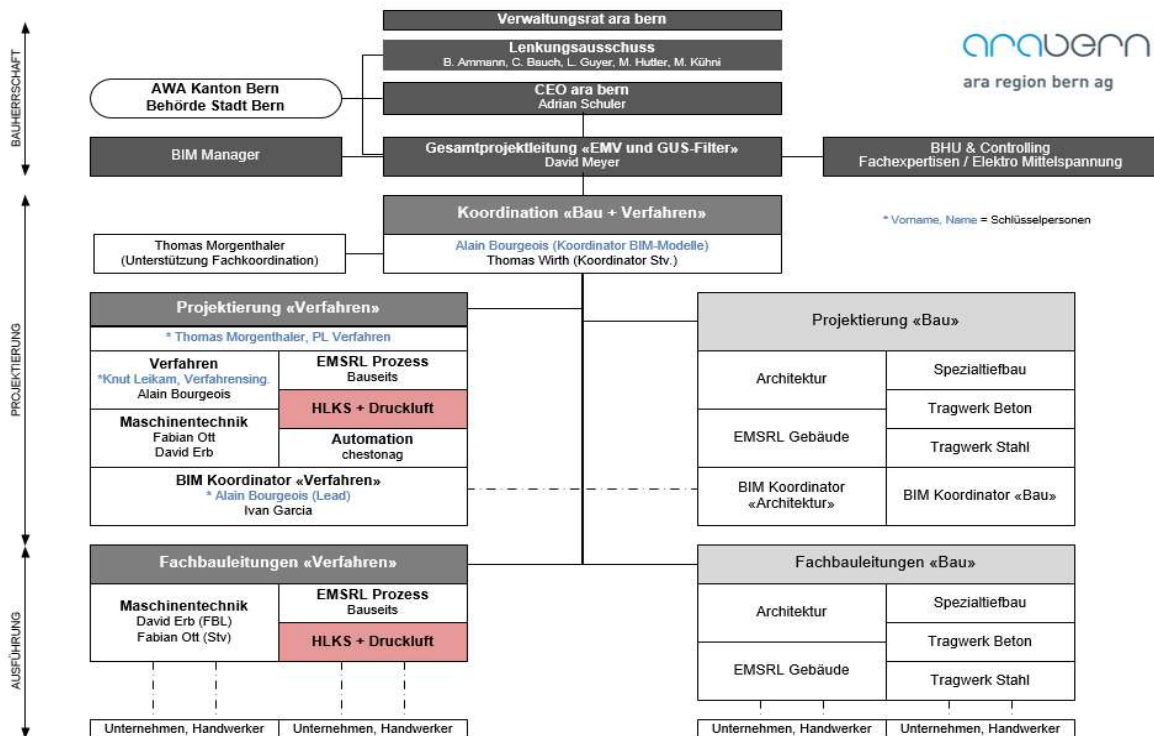 Verwaltungsrat ara bern
Lenkungsausschuss
B. Ammann, C. Bauch, L. Guyer, M. Hutter, M. Kühni
arabern
ara region bern ag
BAUHERRSCHAFT
AWA Kanton Bern
Behörde Stadt Bern
CEO ara bern
Adrian Schuler
BIM Manager
Gesamtprojektleitung «EMV und GUS-Filter»
David Meyer
BHU & Controlling
Fachexpertisen / Elektro Mittelspannung
PROJEKTIERUNG
Koordination «Bau + Verfahren»
* Vorname, Name = Schlüsselpersonen
Thomas Morgenthaler
(Unterstützung Fachkoordination)
Alain Bourgeois (Koordinator BIM-Modelle)
Thomas Wirth (Koordinator Stv.)
Projektierung «Verfahren»
* Thomas Morgenthaler, PL Verfahren
Verfahren
*Knut Leikam, Verfahrensing.
Alain Bourgeois
EMSRL Prozess
Bauseits
HLKS + Druckluft
Maschinentechnik
Fabian Ott
David Erb
Automation
chestonag
BIM Koordinator «Verfahren»
* Alain Bourgeois (Lead)
Ivan Garcia
Projektierung «Bau»
Architektur
Spezialtiefbau
Tragwerk Beton
EMSRL Gebäude
Tragwerk Stahl
BIM Koordinator
«Architektur»
BIM Koordinator «Bau»
AUSFÜHRUNG
Fachbauleitungen «Verfahren»
Maschinentechnik
David Erb (FBL)
Fabian Ott (Stv)
EMSRL Prozess
Bauseits
HLKS + Druckluft
Unternehmen, Handwerker
Unternehmen, Handwerker
Fachbauleitungen «Bau»
Architektur
Spezialtiefbau
Tragwerk Beton
EMSRL Gebäude
Tragwerk Stahl
Unternehmen, Handwerker
Unternehmen, Handwerker